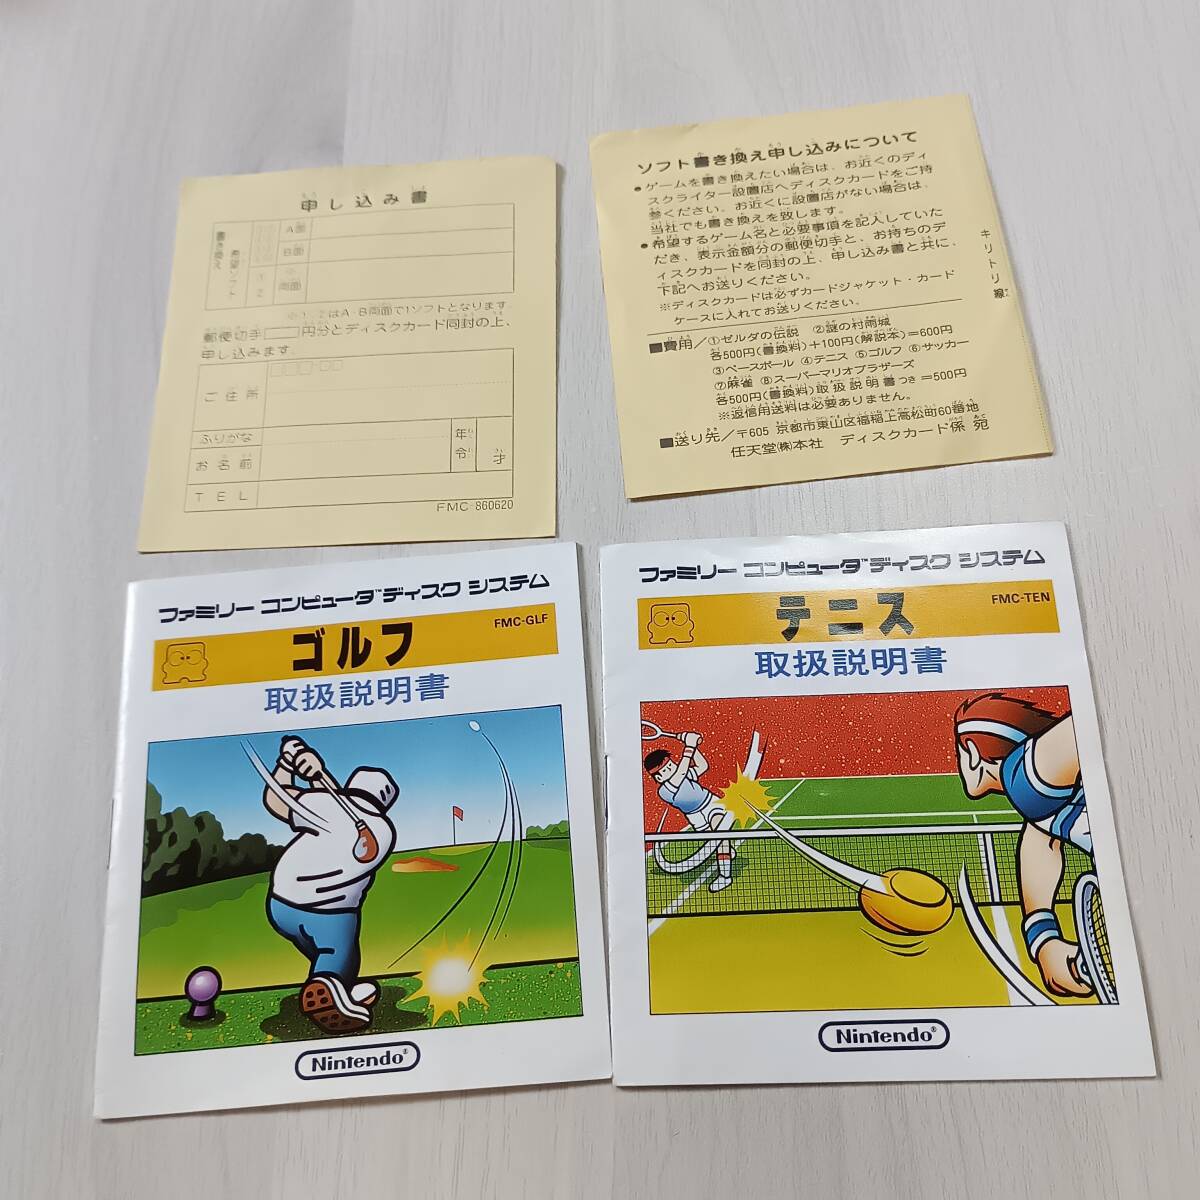 申し込み書
書き換え
希望ソフト
A面
B面
1・2
両面
※1、2はA・B両面で1ソフトとなります。
郵便切手 円分とディスクカード同封の上、
申し込みます。
ご住所
ふりがな
お名前
年令
才
TEL
FMC-860620
ソフト書き換え申し込みについて
●ゲームを書き換えたい場合は、お近くのディ
スクライター設置店へディスクカードをご持
参ください。お近くに設置店がない場合は、
当社でも書き換えを致します。
●希望するゲーム名と必要事項を記入していた
だき、表示金額分の郵便切手と、お持ちのデ
ィスクカードを同封の上、申し込み書と共に、
下記へお送りください。
※ディスクカードは必ずカードジャケット・カード
ケースに入れてお送りください。
■費用/①ゼルダの伝説 ②謎の村雨城
各500円(書換料)+100円(解説本)=600円
③ベースボール ④テニス ⑤ゴルフ ⑥サッカー
⑦麻雀 ⑧スーパーマリオブラザーズ
各500円(書換料)取扱説明書つき=500円
※返信用送料は必要ありません。
■送り先/〒605 京都市東山区福稲上高松町60番地
任天堂(株)本社 ディスクカード係 宛
キリトリ線
ファミリー コンピュータ™ ディスク システム
FMC-GLF
ゴルフ
取扱説明書
Nintendo®
ファミリー コンピュータ™ ディスク システム
FMC-TEN
テニス
取扱説明書
Nintendo®